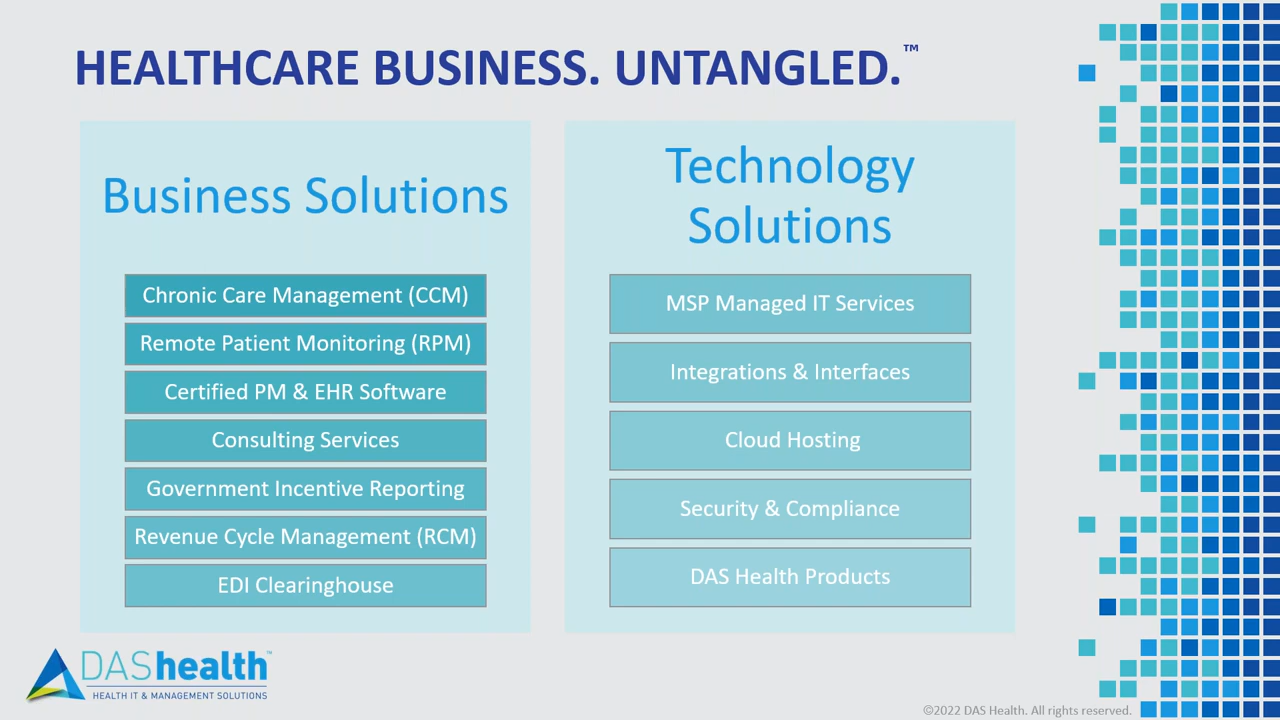 HEALTHCARE BUSINESS. UNTANGLED.™
Business Solutions
Chronic Care Management (CCM)
Remote Patient Monitoring (RPM)
Certified PM & EHR Software
Consulting Services
Government Incentive Reporting
Revenue Cycle Management (RCM)
EDI Clearinghouse
Technology
Solutions
MSP Managed IT Services
Integrations & Interfaces
Cloud Hosting
Security & Compliance
DAS Health Products
DAShealth™
HEALTH IT & MANAGEMENT SOLUTIONS
©2022 DAS Health. All rights reserved.